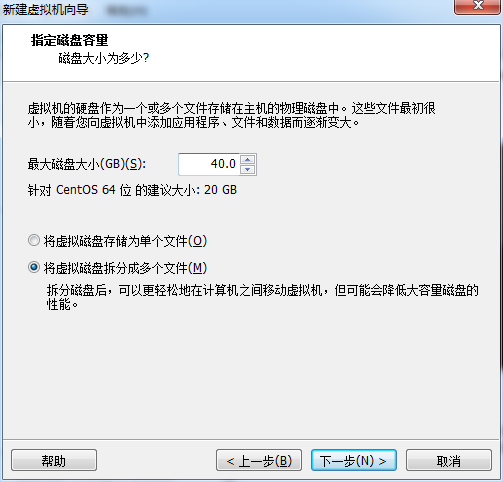 新建虚拟机向导
指定磁盘容量
磁盘大小为多少?
虚拟机的硬盘作为一个或多个文件存储在主机的物理磁盘中。这些文件最初很
小，随着您向虚拟机中添加应用程序、文件和数据而逐渐变大。
最大磁盘大小(GB)(S): 40.0
针对 CentOS 64 位 的建议大小: 20 GB
将虚拟磁盘存储为单个文件(O)
将虚拟磁盘拆分成多个文件(M)
拆分磁盘后，可以更轻松地在计算机之间移动虚拟机，但可能会降低大容量磁盘的
性能。
帮助 < 上一步(B) 下一步(N) > 取消